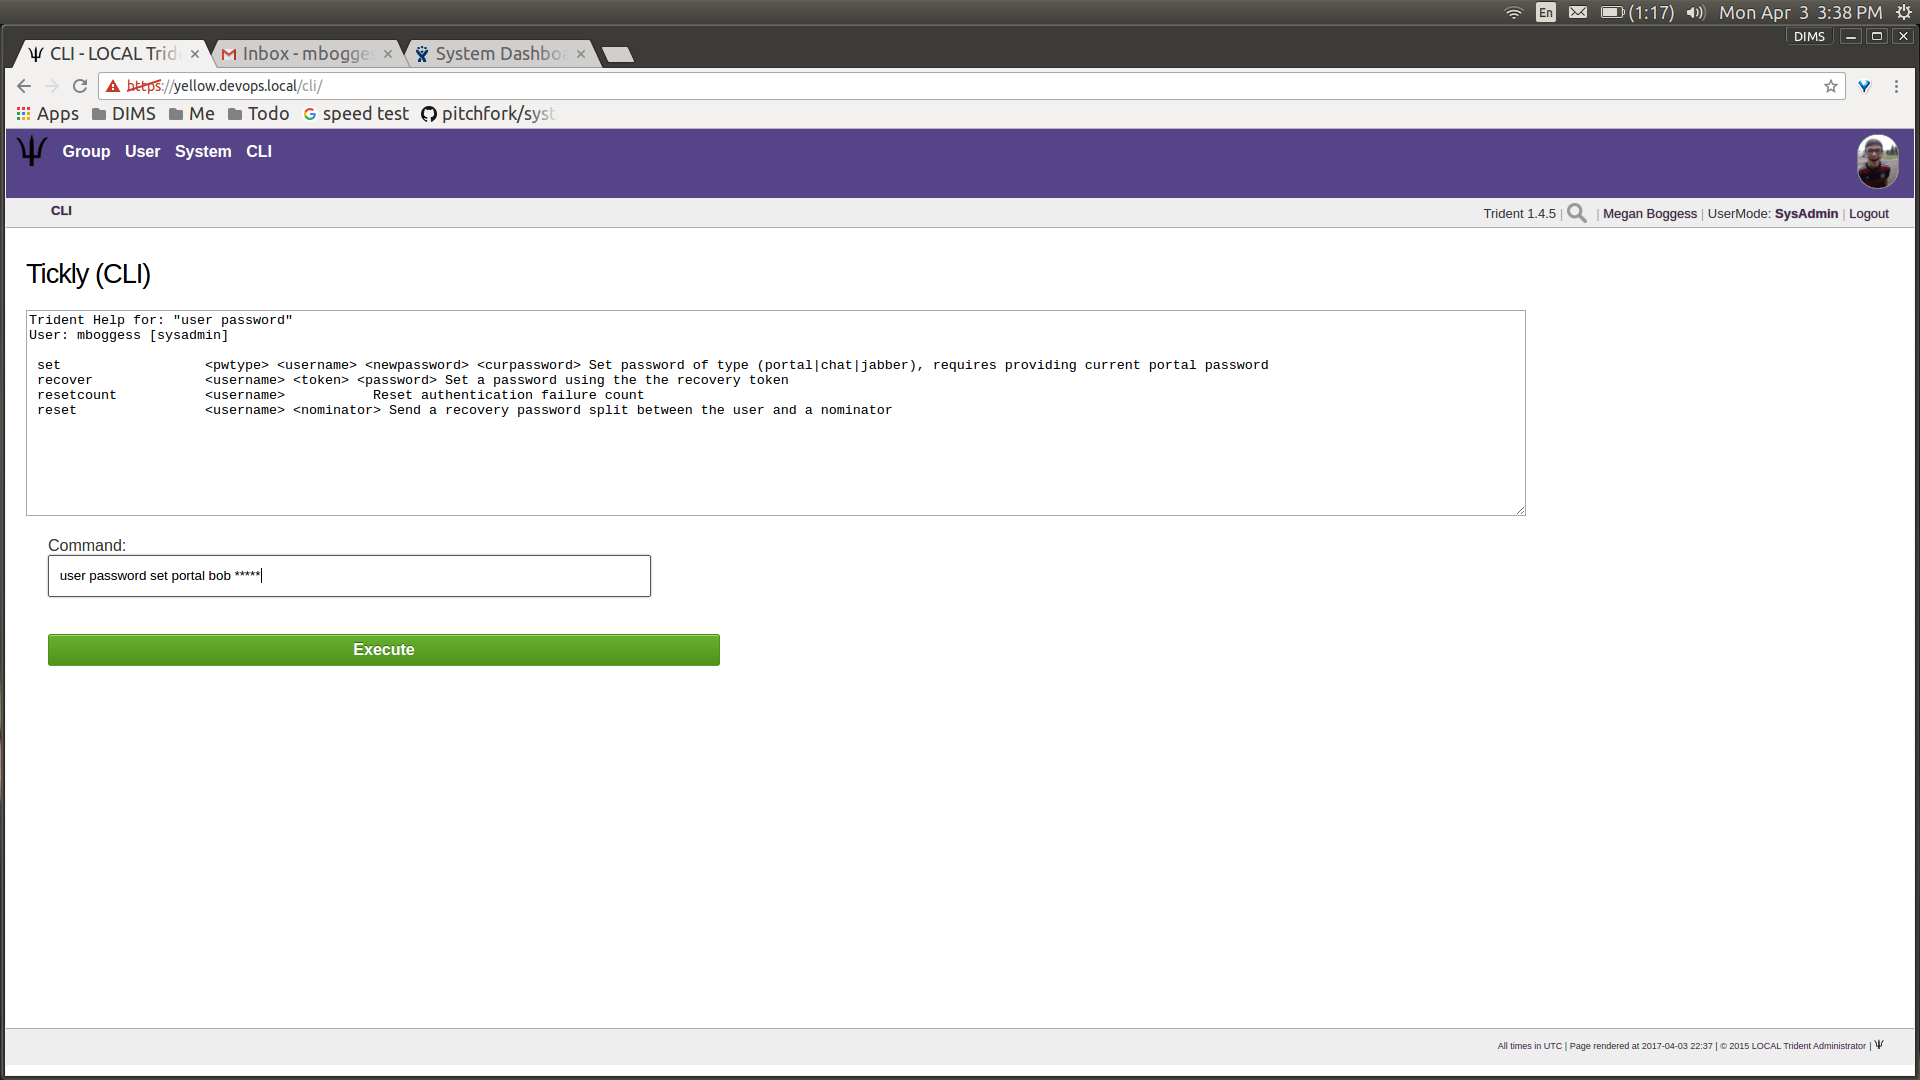 En (1:17) Mon Apr 3 3:38 PM
DIMS
CLI - LOCAL Trid Inbox - mbogges System Dashboa
https://yellow.devops.local/cli/
Apps DIMS Me Todo speed test pitchfork/syst
Group User System CLI
CLI
Trident 1.4.5 | | Megan Boggess | UserMode: SysAdmin | Logout
Tickly (CLI)
Trident Help for: "user password"
User: mboggess [sysadmin]
set <pwtype> <username> <newpassword> <curpassword> Set password of type (portal|chat|jabber), requires providing current portal password
recover <username> <token> <password> Set a password using the the recovery token
resetcount <username> Reset authentication failure count
reset <username> <nominator> Send a recovery password split between the user and a nominator
Command:
user password set portal bob *****
Execute
All times in UTC | Page rendered at 2017-04-03 22:37 | © 2015 LOCAL Trident Administrator |